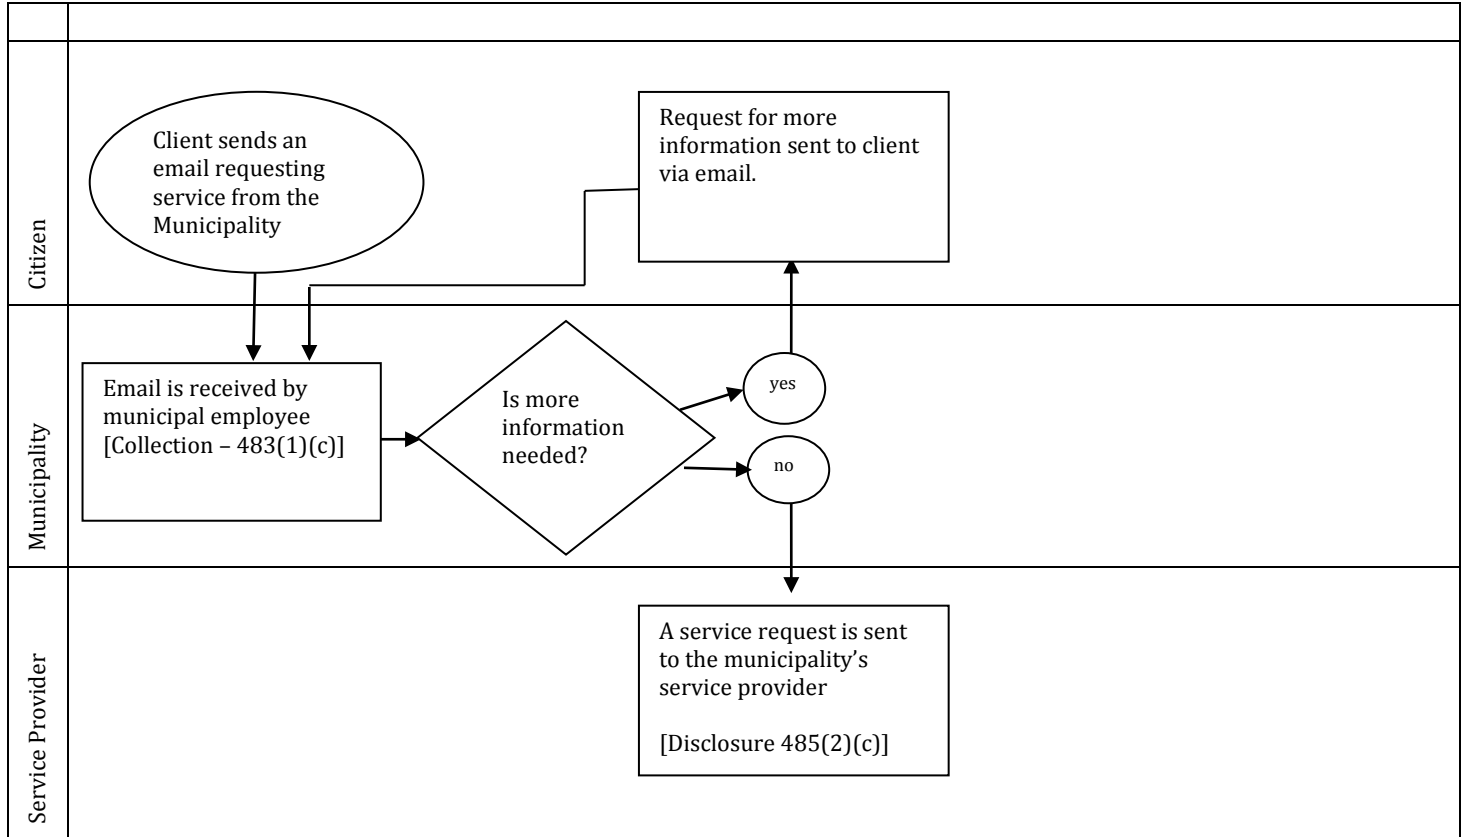 Citizen
Client sends an
email requesting
service from the
Municipality
Request for more
information sent to client
via email.
Municipality
Email is received by
municipal employee
[Collection – 483(1)(c)]
Is more
information
needed?
yes
no
Service Provider
A service request is sent
to the municipality’s
service provider
[Disclosure 485(2)(c)]